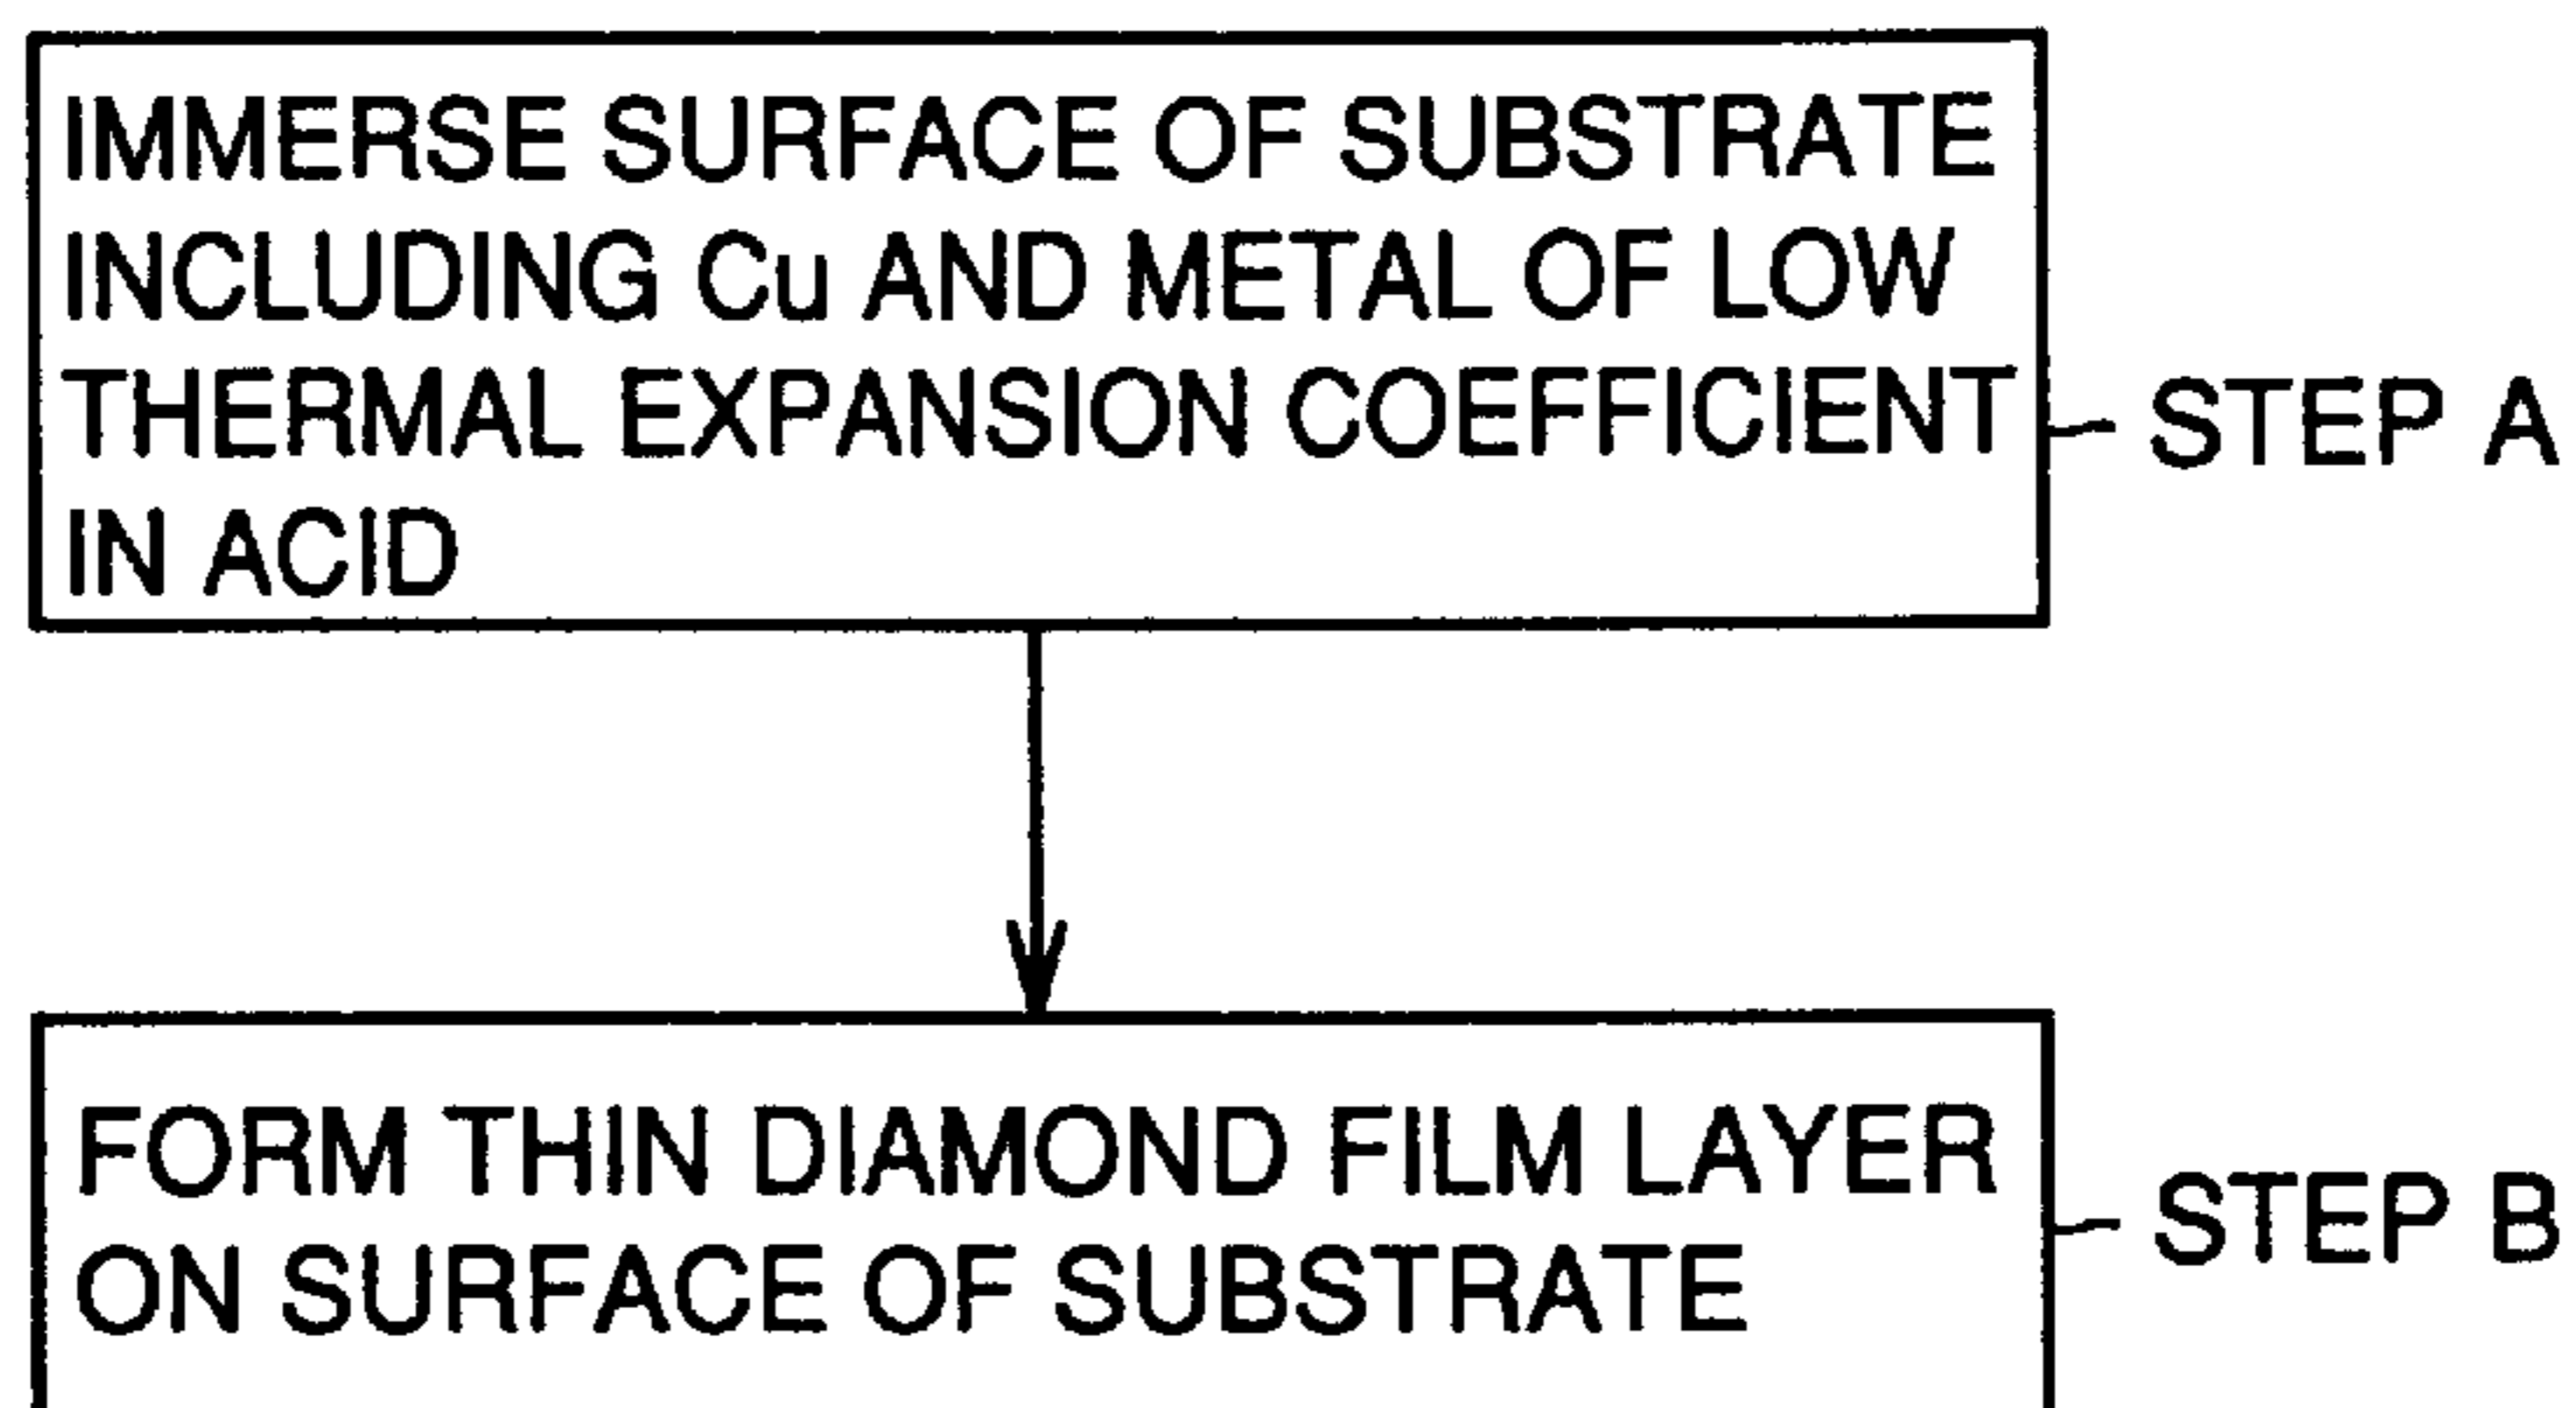 IMMERSE SURFACE OF SUBSTRATE
INCLUDING Cu AND METAL OF LOW
THERMAL EXPANSION COEFFICIENT
IN ACID
STEP A
FORM THIN DIAMOND FILM LAYER
ON SURFACE OF SUBSTRATE
STEP B